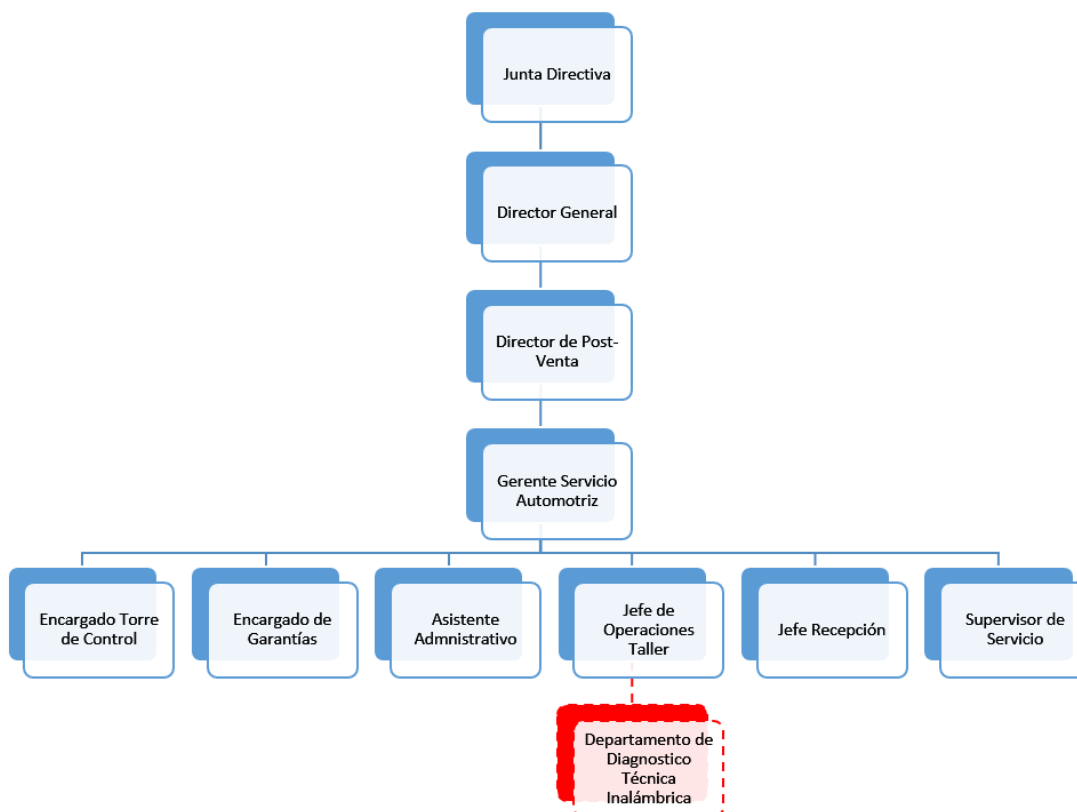 Junta Directiva
Director General
Director de Post-
Venta
Gerente Servicio
Automotriz
Encargado Torre
de Control
Encargado de
Garantías
Asistente
Admnistrativo
Jefe de
Operaciones
Taller
Jefe Recepción
Supervisor de
Servicio
Departamento de
Diagnostico
Técnica
Inalámbrica